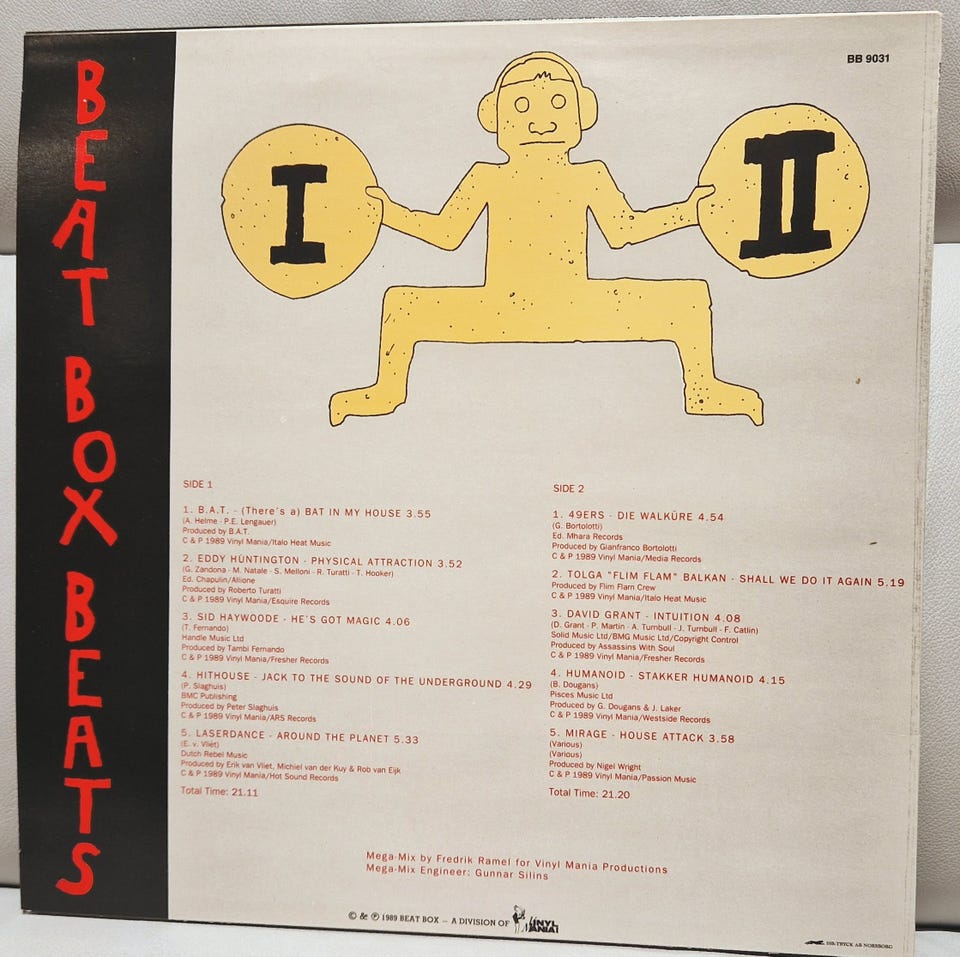 BEAT BOX BEATS
BB 9031
I
II
SIDE 1
1. B.A.T. - (There's a) BAT IN MY HOUSE 3.55
(A. Helme - P.E. Lengauer)
Produced by B.A.T.
C & P 1989 Vinyl Mania/Italo Heat Music
2. EDDY HUNTINGTON - PHYSICAL ATTRACTION 3.52
(G. Zandona - M. Natale - S. Melloni - R. Turatti - T. Hooker)
Ed. Chapulin/Allione
Produced by Roberto Turatti
C & P 1989 Vinyl Mania/Esquire Records
3. SID HAYWOODE - HE'S GOT MAGIC 4.06
(T. Fernando)
Handle Music Ltd
Produced by Tambi Fernando
C & P 1989 Vinyl Mania/Fresher Records
4. HITHOUSE - JACK TO THE SOUND OF THE UNDERGROUND 4.29
(P. Slaghuis)
BMC Publishing
Produced by Peter Slaghuis
C & P 1989 Vinyl Mania/ARS Records
5. LASERDANCE - AROUND THE PLANET 5.33
(E. v. Vliet)
Dutch Rebel Music
Produced by Erik van Vliet, Michiel van der Kuy & Rob van Eijk
C & P 1989 Vinyl Mania/Hot Sound Records
Total Time: 21.11
SIDE 2
1. 49ERS - DIE WALKÜRE 4.54
(G. Bortolotti)
Ed. Mhara Records
Produced by Gianfranco Bortolotti
C & P 1989 Vinyl Mania/Media Records
2. TOLGA "FLIM FLAM" BALKAN - SHALL WE DO IT AGAIN 5.19
Produced by Flim Flam Crew
C & P 1989 Vinyl Mania/Italo Heat Music
3. DAVID GRANT - INTUITION 4.08
(D. Grant - P. Martin - A. Turnbull - J. Turnbull - F. Catlin)
Solid Music Ltd/BMG Music Ltd/Copyright Control
Produced by Assassins With Soul
C & P 1989 Vinyl Mania/Fresher Records
4. HUMANOID - STAKKER HUMANOID 4.15
(B. Dougans)
Pisces Music Ltd
Produced by G. Dougans & J. Laker
C & P 1989 Vinyl Mania/Westside Records
5. MIRAGE - HOUSE ATTACK 3.58
(Various)
(Various)
Produced by Nigel Wright
C & P 1989 Vinyl Mania/Passion Music
Total Time: 21.20
Mega-Mix by Fredrik Ramel for Vinyl Mania Productions
Mega-Mix Engineer: Gunnar Silins
© & ℗ 1989 BEAT BOX – A DIVISION OF VINYL MANIA!
TRYCK AB NORSBORG